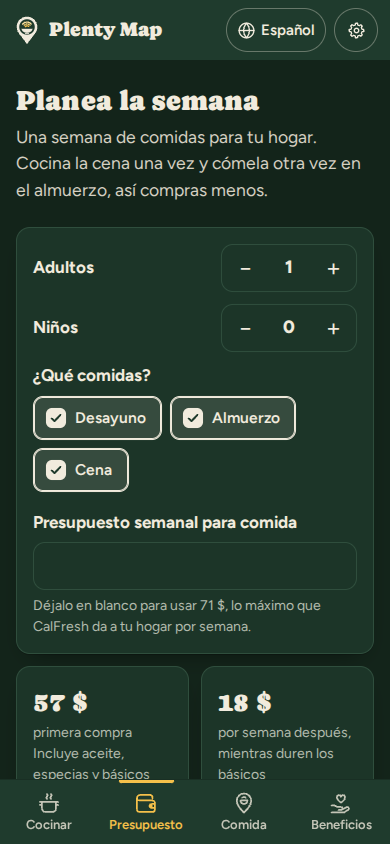 Plenty Map
Español
Planea la semana
Una semana de comidas para tu hogar.
Cocina la cena una vez y cómela otra vez en
el almuerzo, así compras menos.
Adultos
− 1 +
Niños
− 0 +
¿Qué comidas?
Desayuno
Almuerzo
Cena
Presupuesto semanal para comida
Déjalo en blanco para usar 71 $, lo máximo que
CalFresh da a tu hogar por semana.
57 $
primera compra
Incluye aceite,
especias y básicos
18 $
por semana después,
mientras duren los
básicos
Cocinar
Presupuesto
Comida
Beneficios